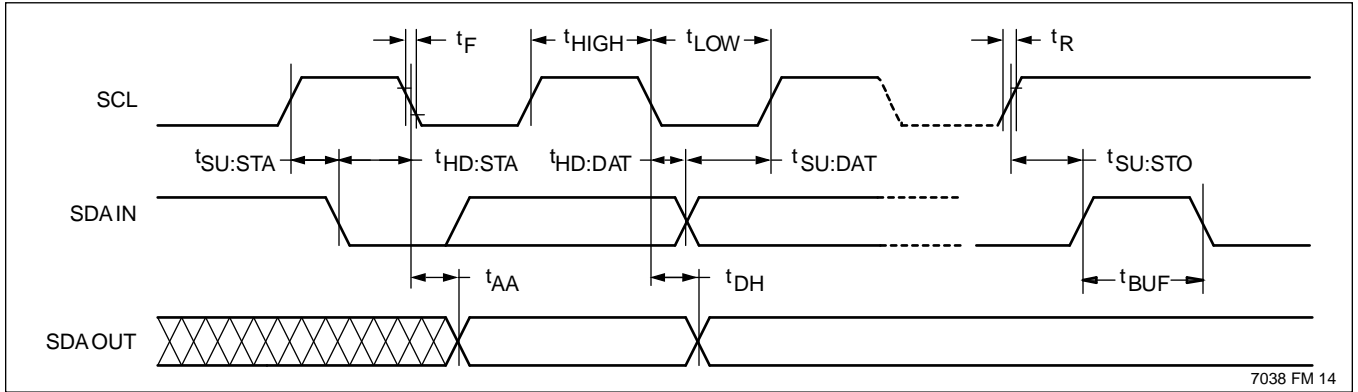 tF
tHIGH
tLOW
tR
SCL
tSU:STA
tHD:STA
tHD:DAT
tSU:DAT
tSU:STO
SDA IN
tAA
tDH
tBUF
SDA OUT
7038 FM 14